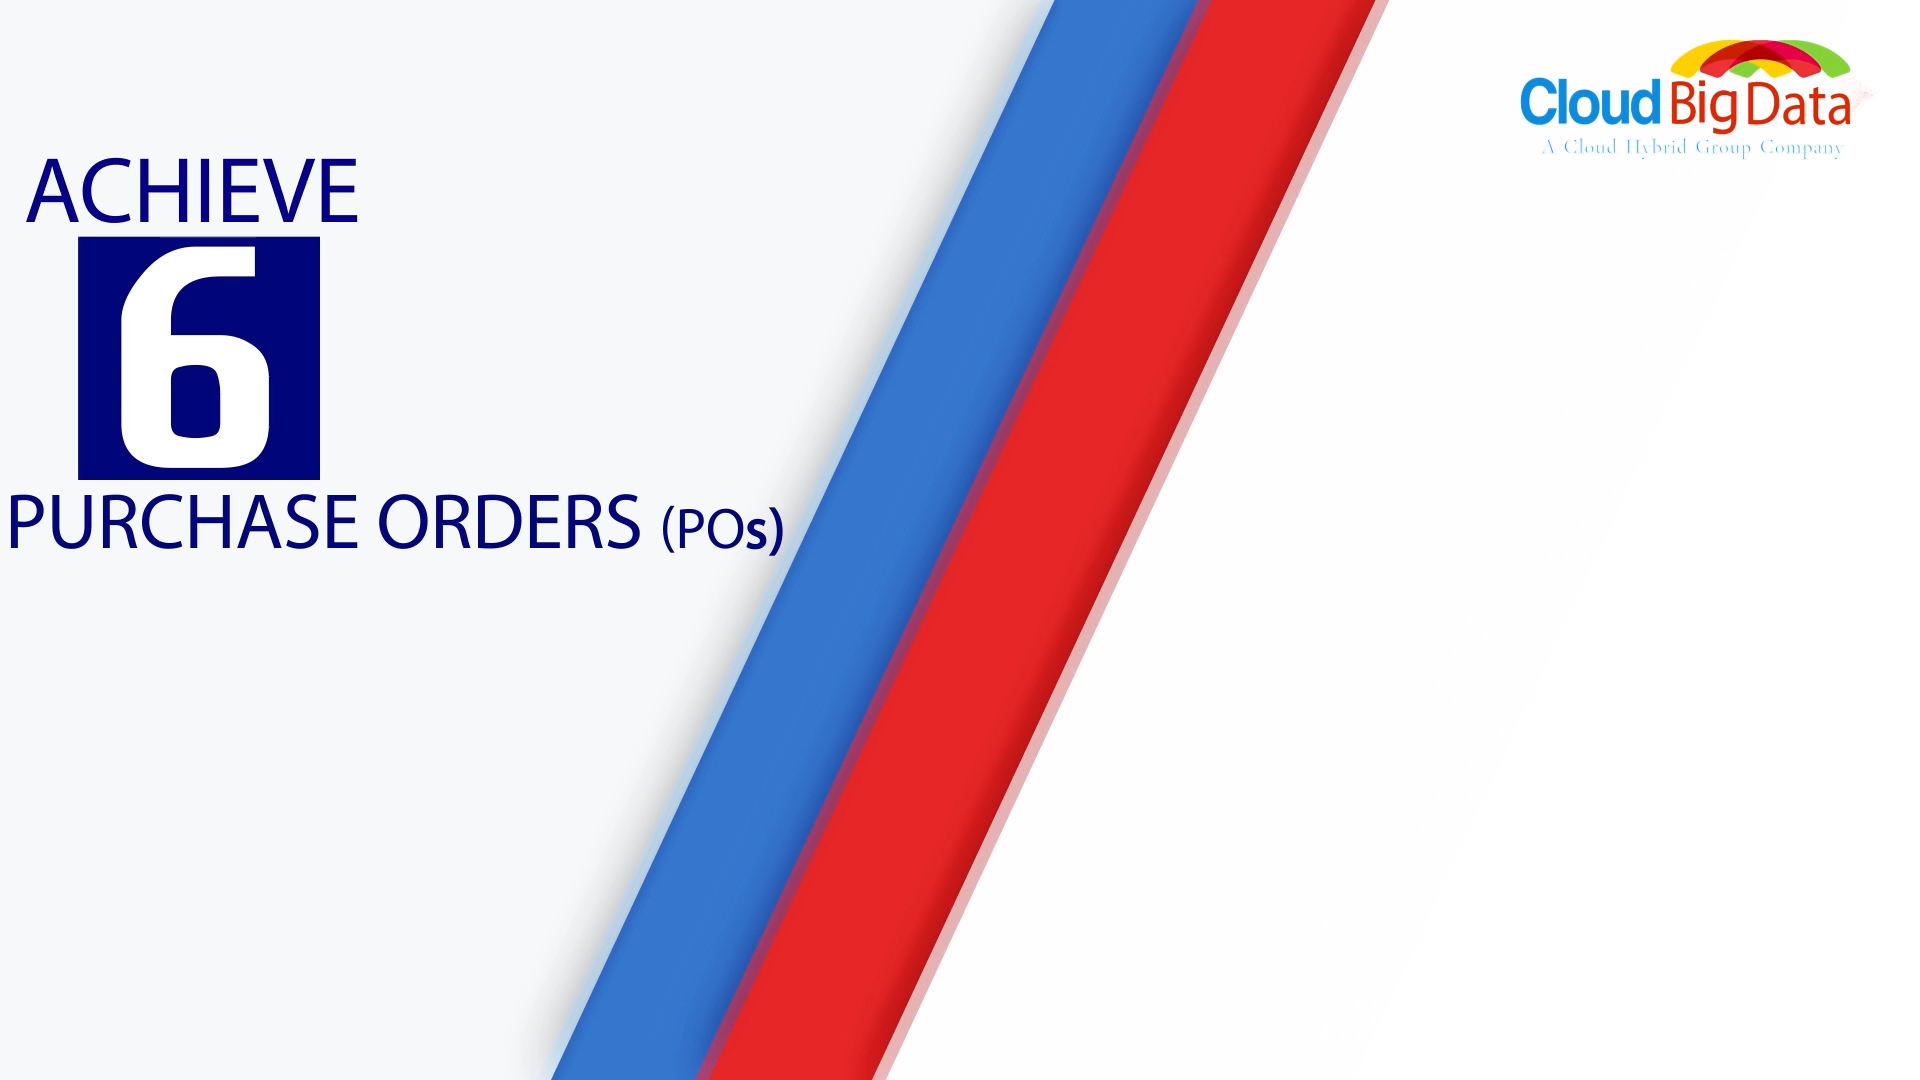 Cloud Big Data
A Cloud Hybrid Group Company
ACHIEVE
6
PURCHASE ORDERS (POs)